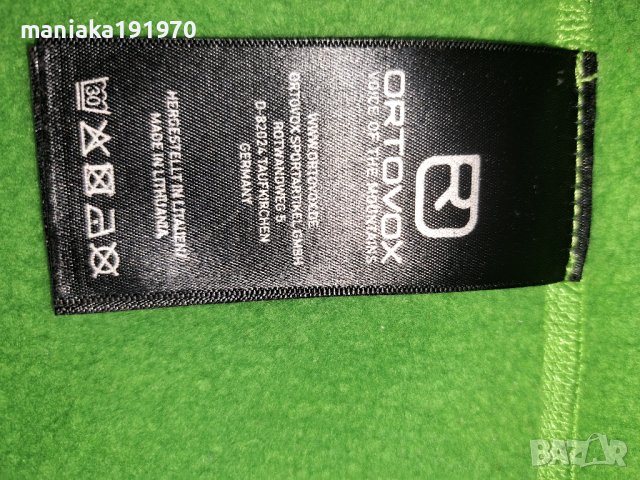 maniaka191970
ORTOVOX
VOICE OF THE MOUNTAINS
WWW.ORTOVOX.DE
ORTOVOX SPORTARTIKEL GMBH
ROTWANDWEG 5
D-82024 TAUFKIRCHEN
GERMANY
HERGESTELLT IN LITAUEN/
MADE IN LITHUANIA
30
BAZAR